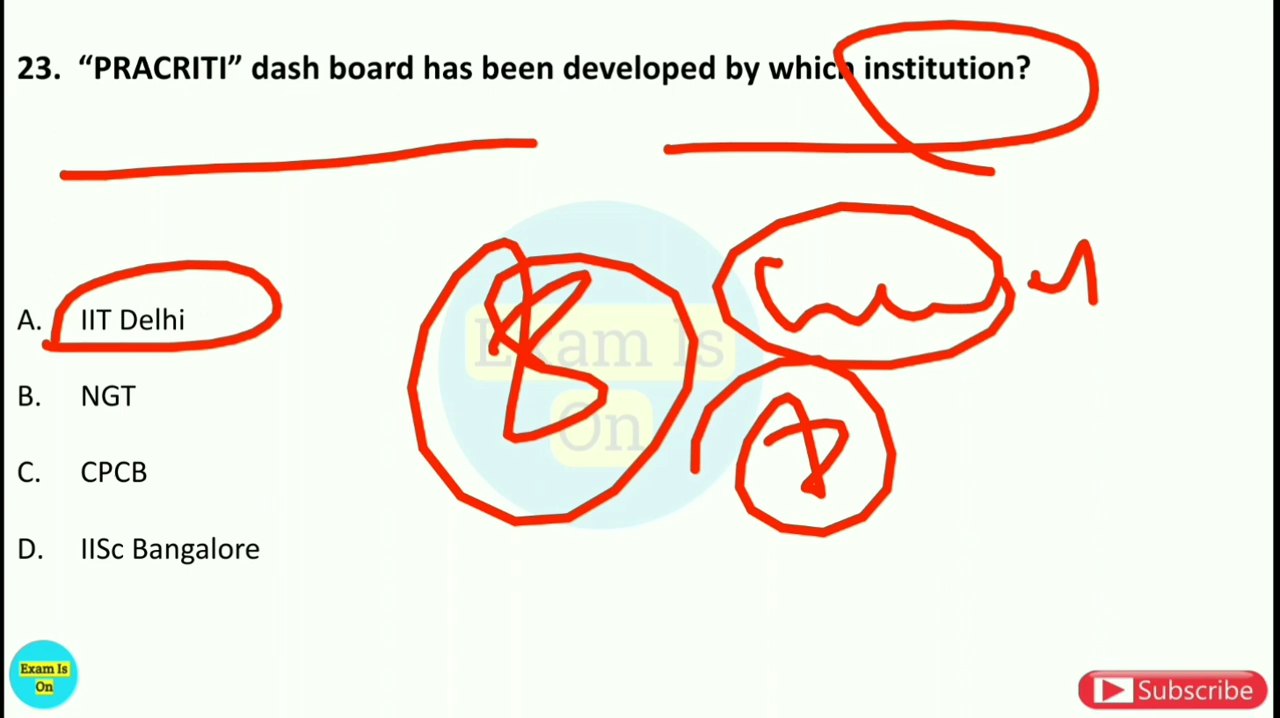 23. “PRACRITI” dash board has been developed by which institution?
A. IIT Delhi
B. NGT
C. CPCB
D. IISc Bangalore
Exam Is
On
Exam Is
On
Subscribe